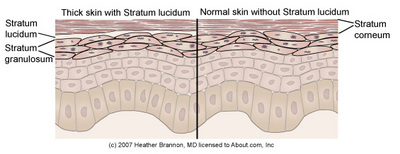 Thick skin with Stratum lucidum
Normal skin without Stratum lucidum
Stratum
lucidum
Stratum
granulosum
Stratum
corneum
(c) 2007 Heather Brannon, MD licensed to About.com, Inc